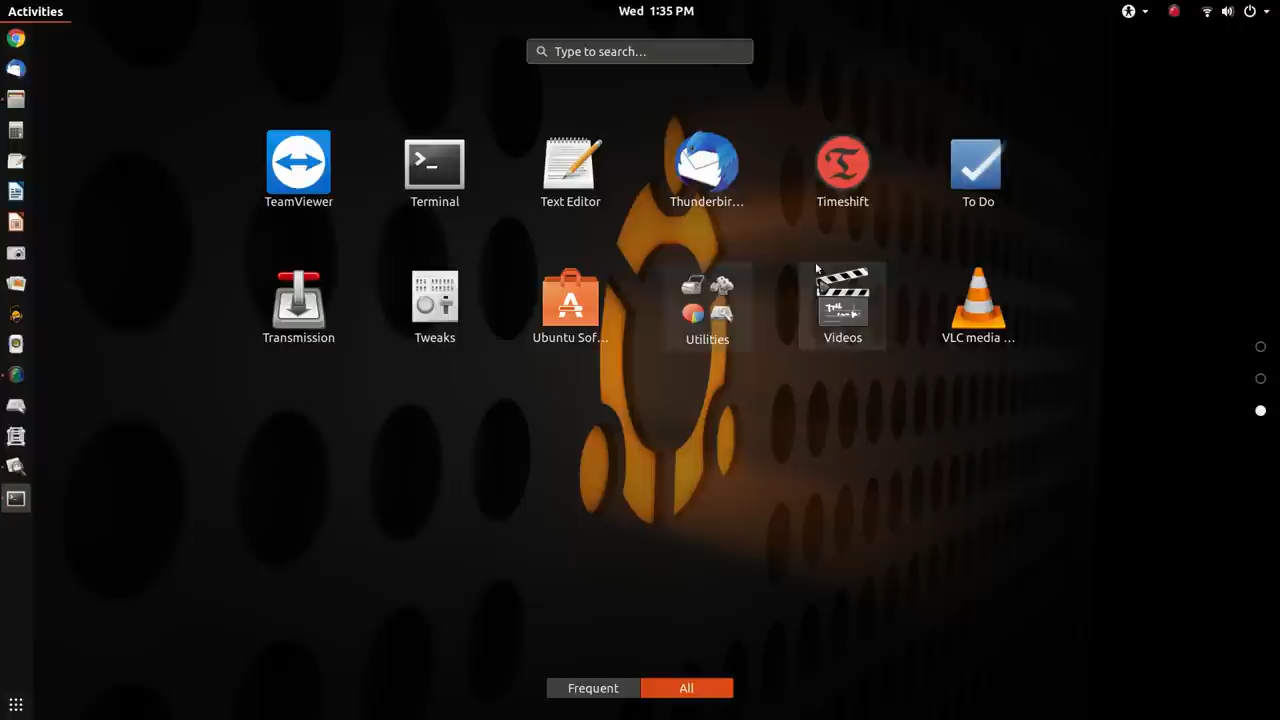 Activities
Wed 1:35 PM
Type to search...
TeamViewer
Terminal
Text Editor
Thunderbir...
Timeshift
To Do
Transmission
Tweaks
Ubuntu Sof...
Utilities
Videos
VLC media ...
Frequent
All